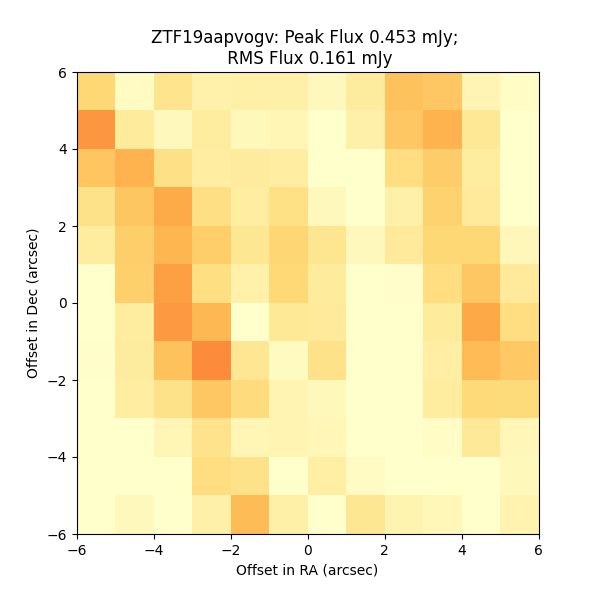 ZTF19aapvogv: Peak Flux 0.453 mJy;
RMS Flux 0.161 mJy
6
4
2
0
−2
−4
−6
Offset in Dec (arcsec)
−6 −4 −2 0 2 4 6
Offset in RA (arcsec)